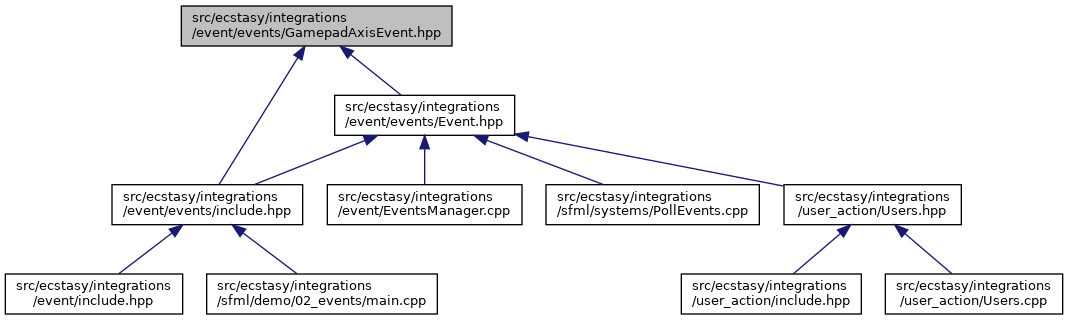 src/ecstasy/integrations
/event/events/GamepadAxisEvent.hpp
src/ecstasy/integrations
/event/events/Event.hpp
src/ecstasy/integrations
/event/events/include.hpp
src/ecstasy/integrations
/event/EventsManager.cpp
src/ecstasy/integrations
/sfml/systems/PollEvents.cpp
src/ecstasy/integrations
/user_action/Users.hpp
src/ecstasy/integrations
/event/include.hpp
src/ecstasy/integrations
/sfml/demo/02_events/main.cpp
src/ecstasy/integrations
/user_action/include.hpp
src/ecstasy/integrations
/user_action/Users.cpp